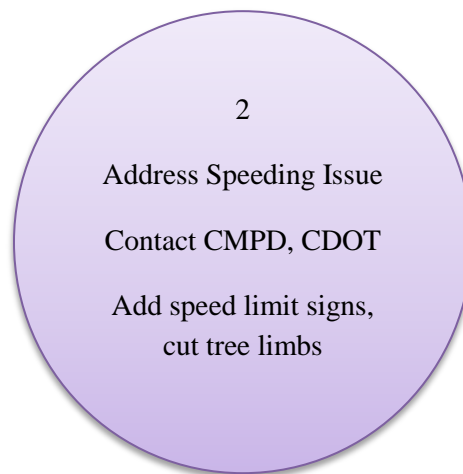 2
Address Speeding Issue
Contact CMPD, CDOT
Add speed limit signs,
cut tree limbs